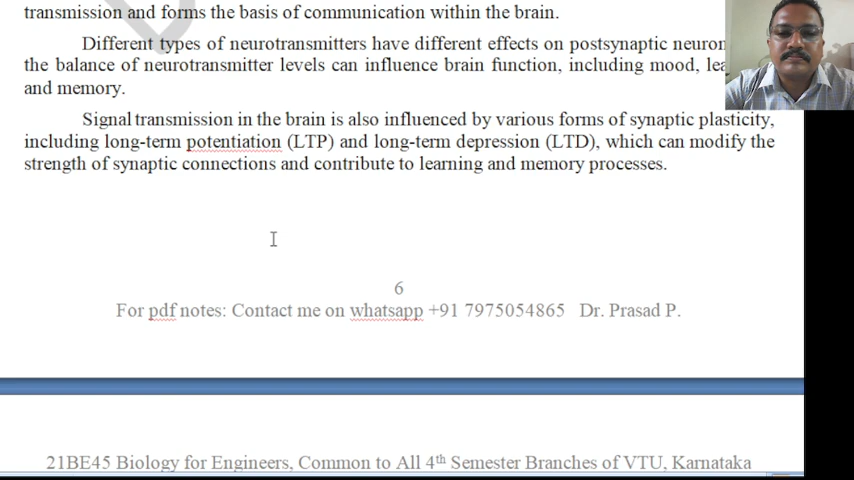 transmission and forms the basis of communication within the brain.
Different types of neurotransmitters have different effects on postsynaptic
the balance of neurotransmitter levels can influence brain function, including mood,
and memory.
Signal transmission in the brain is also influenced by various forms of synaptic plasticity,
including long-term potentiation (LTP) and long-term depression (LTD), which can modify the
strength of synaptic connections and contribute to learning and memory processes.
6
For pdf notes: Contact me on whatsapp +91 7975054865 Dr. Prasad P.
21BE45 Biology for Engineers, Common to All 4th Semester Branches of VTU, Karnataka